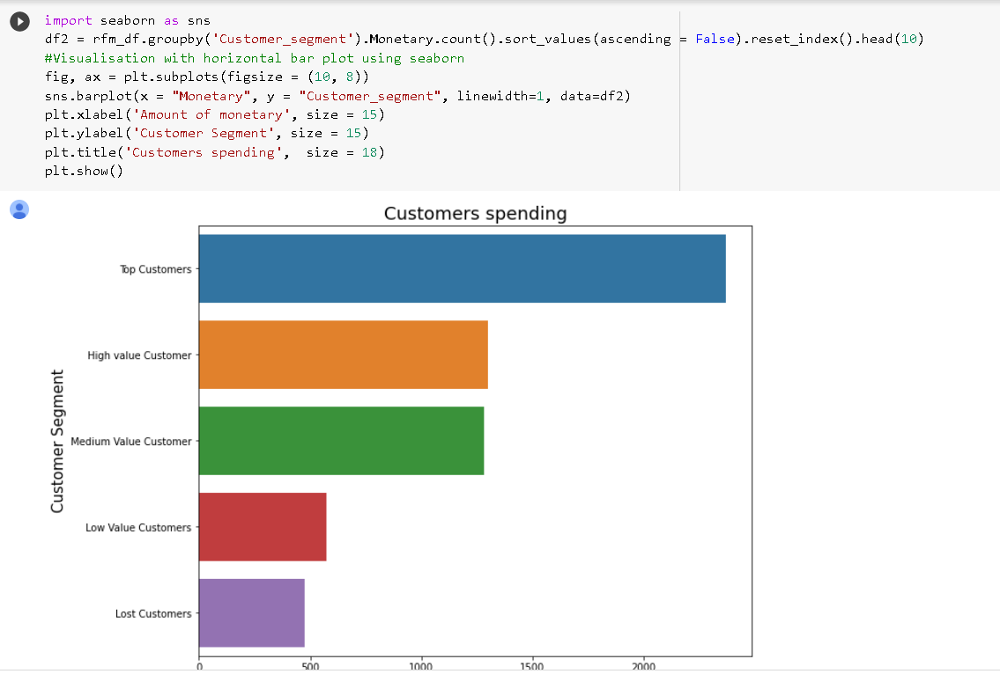 import seaborn as sns
df2 = rfm_df.groupby('Customer_segment').Monetary.count().sort_values(ascending = False).reset_index().head(10)
#Visualisation with horizontal bar plot using seaborn
fig, ax = plt.subplots(figsize = (10, 8))
sns.barplot(x = "Monetary", y = "Customer_segment", linewidth=1, data=df2)
plt.xlabel('Amount of monetary', size = 15)
plt.ylabel('Customer Segment', size = 15)
plt.title('Customers spending',  size = 18)
plt.show()
Customers spending
Customer Segment
Top Customers
High value Customer
Medium Value Customer
Low Value Customers
Lost Customers
0 500 1000 1500 2000